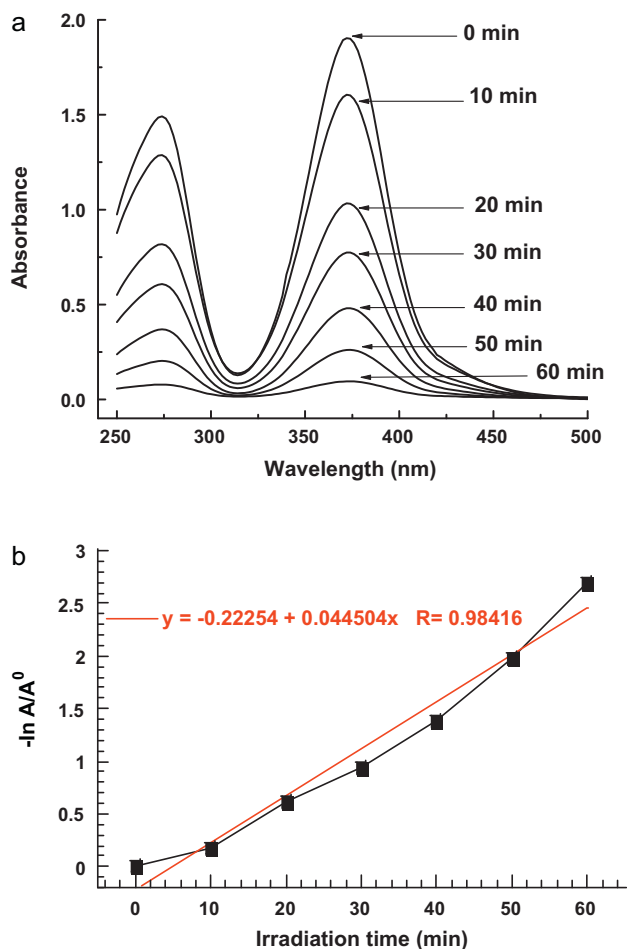 a
2.0
0 min
10 min
1.5
1.0
20 min
30 min
0.5
40 min
50 min
60 min
0.0
Absorbance
250 300 350 400 450 500
Wavelength (nm)
b
3
2.5
y = -0.22254 + 0.044504x R= 0.98416
2
1.5
1
0.5
0
-ln A/A⁰
0 10 20 30 40 50 60
Irradiation time (min)